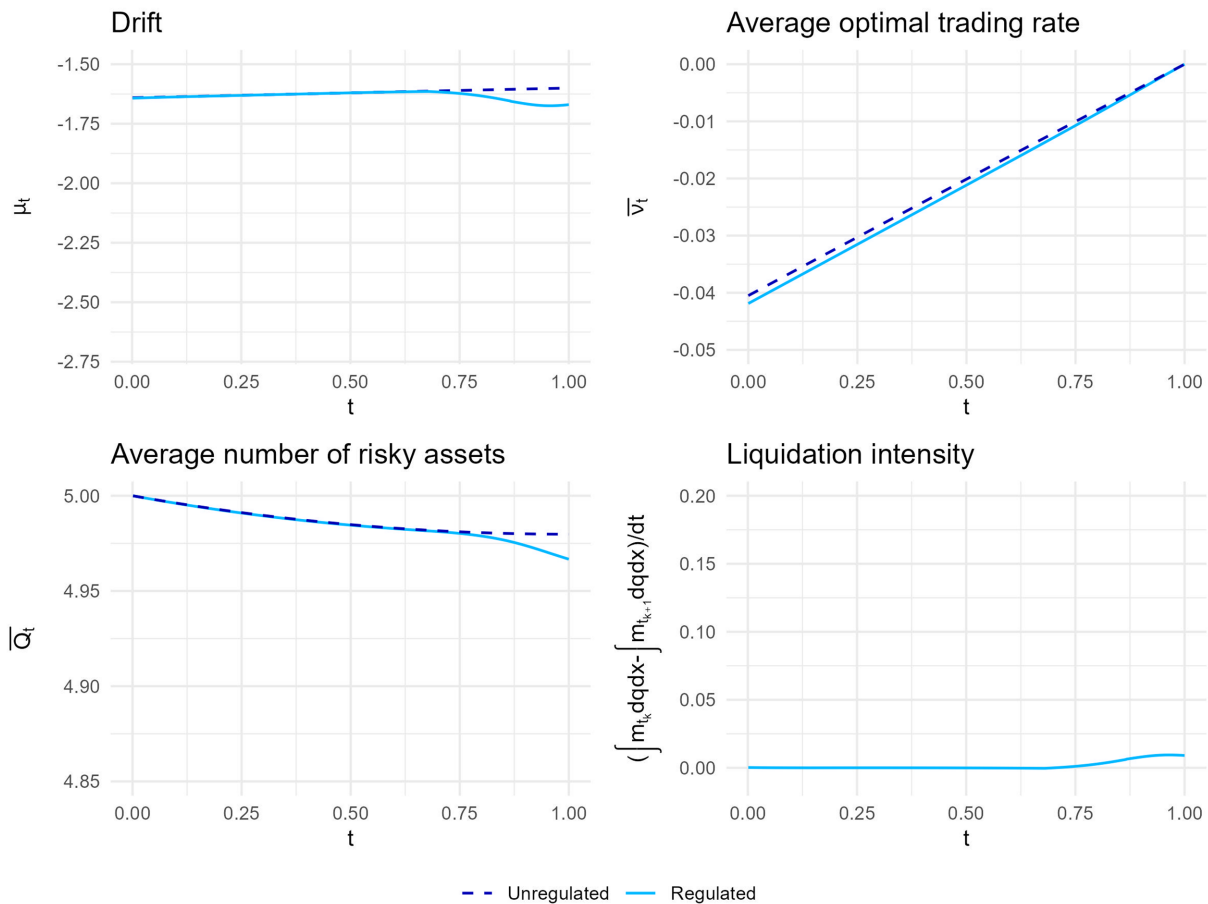 Drift
Average optimal trading rate
-1.50
-1.75
-2.00
-2.25
-2.50
-2.75
μt
0.00 0.25 0.50 0.75 1.00
t
0.00
-0.01
-0.02
-0.03
-0.04
-0.05
ν̅t
0.00 0.25 0.50 0.75 1.00
t
Average number of risky assets
Liquidation intensity
5.00
4.95
4.90
4.85
Q̅t
0.00 0.25 0.50 0.75 1.00
t
0.20
0.15
0.10
0.05
0.00
(∫mtkdqdx-∫mtk+1dqdx)/dt
0.00 0.25 0.50 0.75 1.00
t
Unregulated Regulated